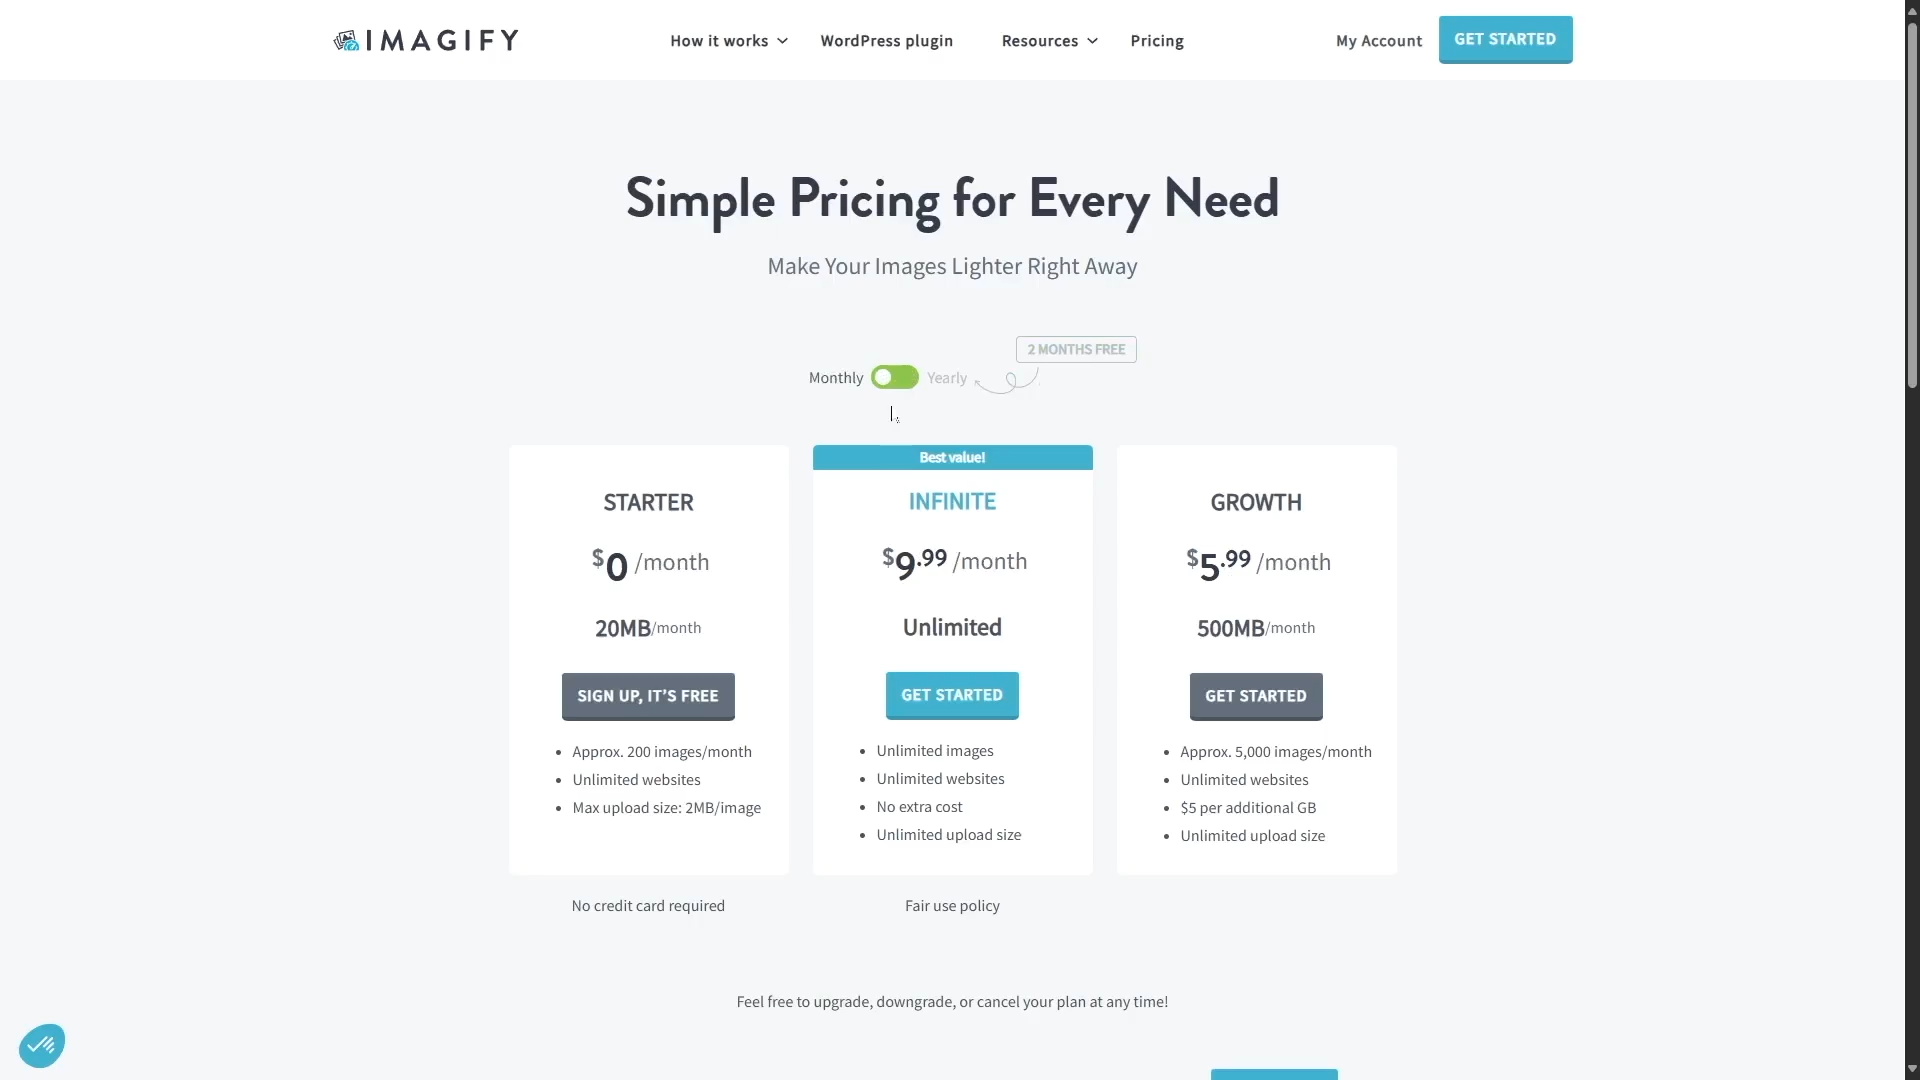 IMAGIFY
How it works
WordPress plugin
Resources
Pricing
My Account
GET STARTED
Simple Pricing for Every Need
Make Your Images Lighter Right Away
2 MONTHS FREE
Monthly
Yearly
STARTER
$0 /month
20MB/month
SIGN UP, IT’S FREE
Approx. 200 images/month
Unlimited websites
Max upload size: 2MB/image
No credit card required
Best value!
INFINITE
$9.99 /month
Unlimited
GET STARTED
Unlimited images
Unlimited websites
No extra cost
Unlimited upload size
Fair use policy
GROWTH
$5.99 /month
500MB/month
GET STARTED
Approx. 5,000 images/month
Unlimited websites
$5 per additional GB
Unlimited upload size
Feel free to upgrade, downgrade, or cancel your plan at any time!